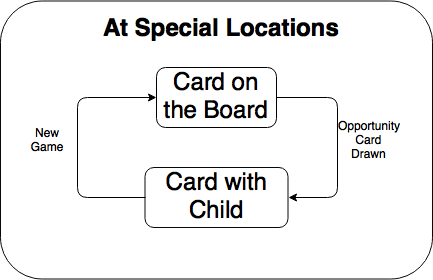 At Special Locations
Card on
the Board
New
Game
Opportunity
Card
Drawn
Card with
Child